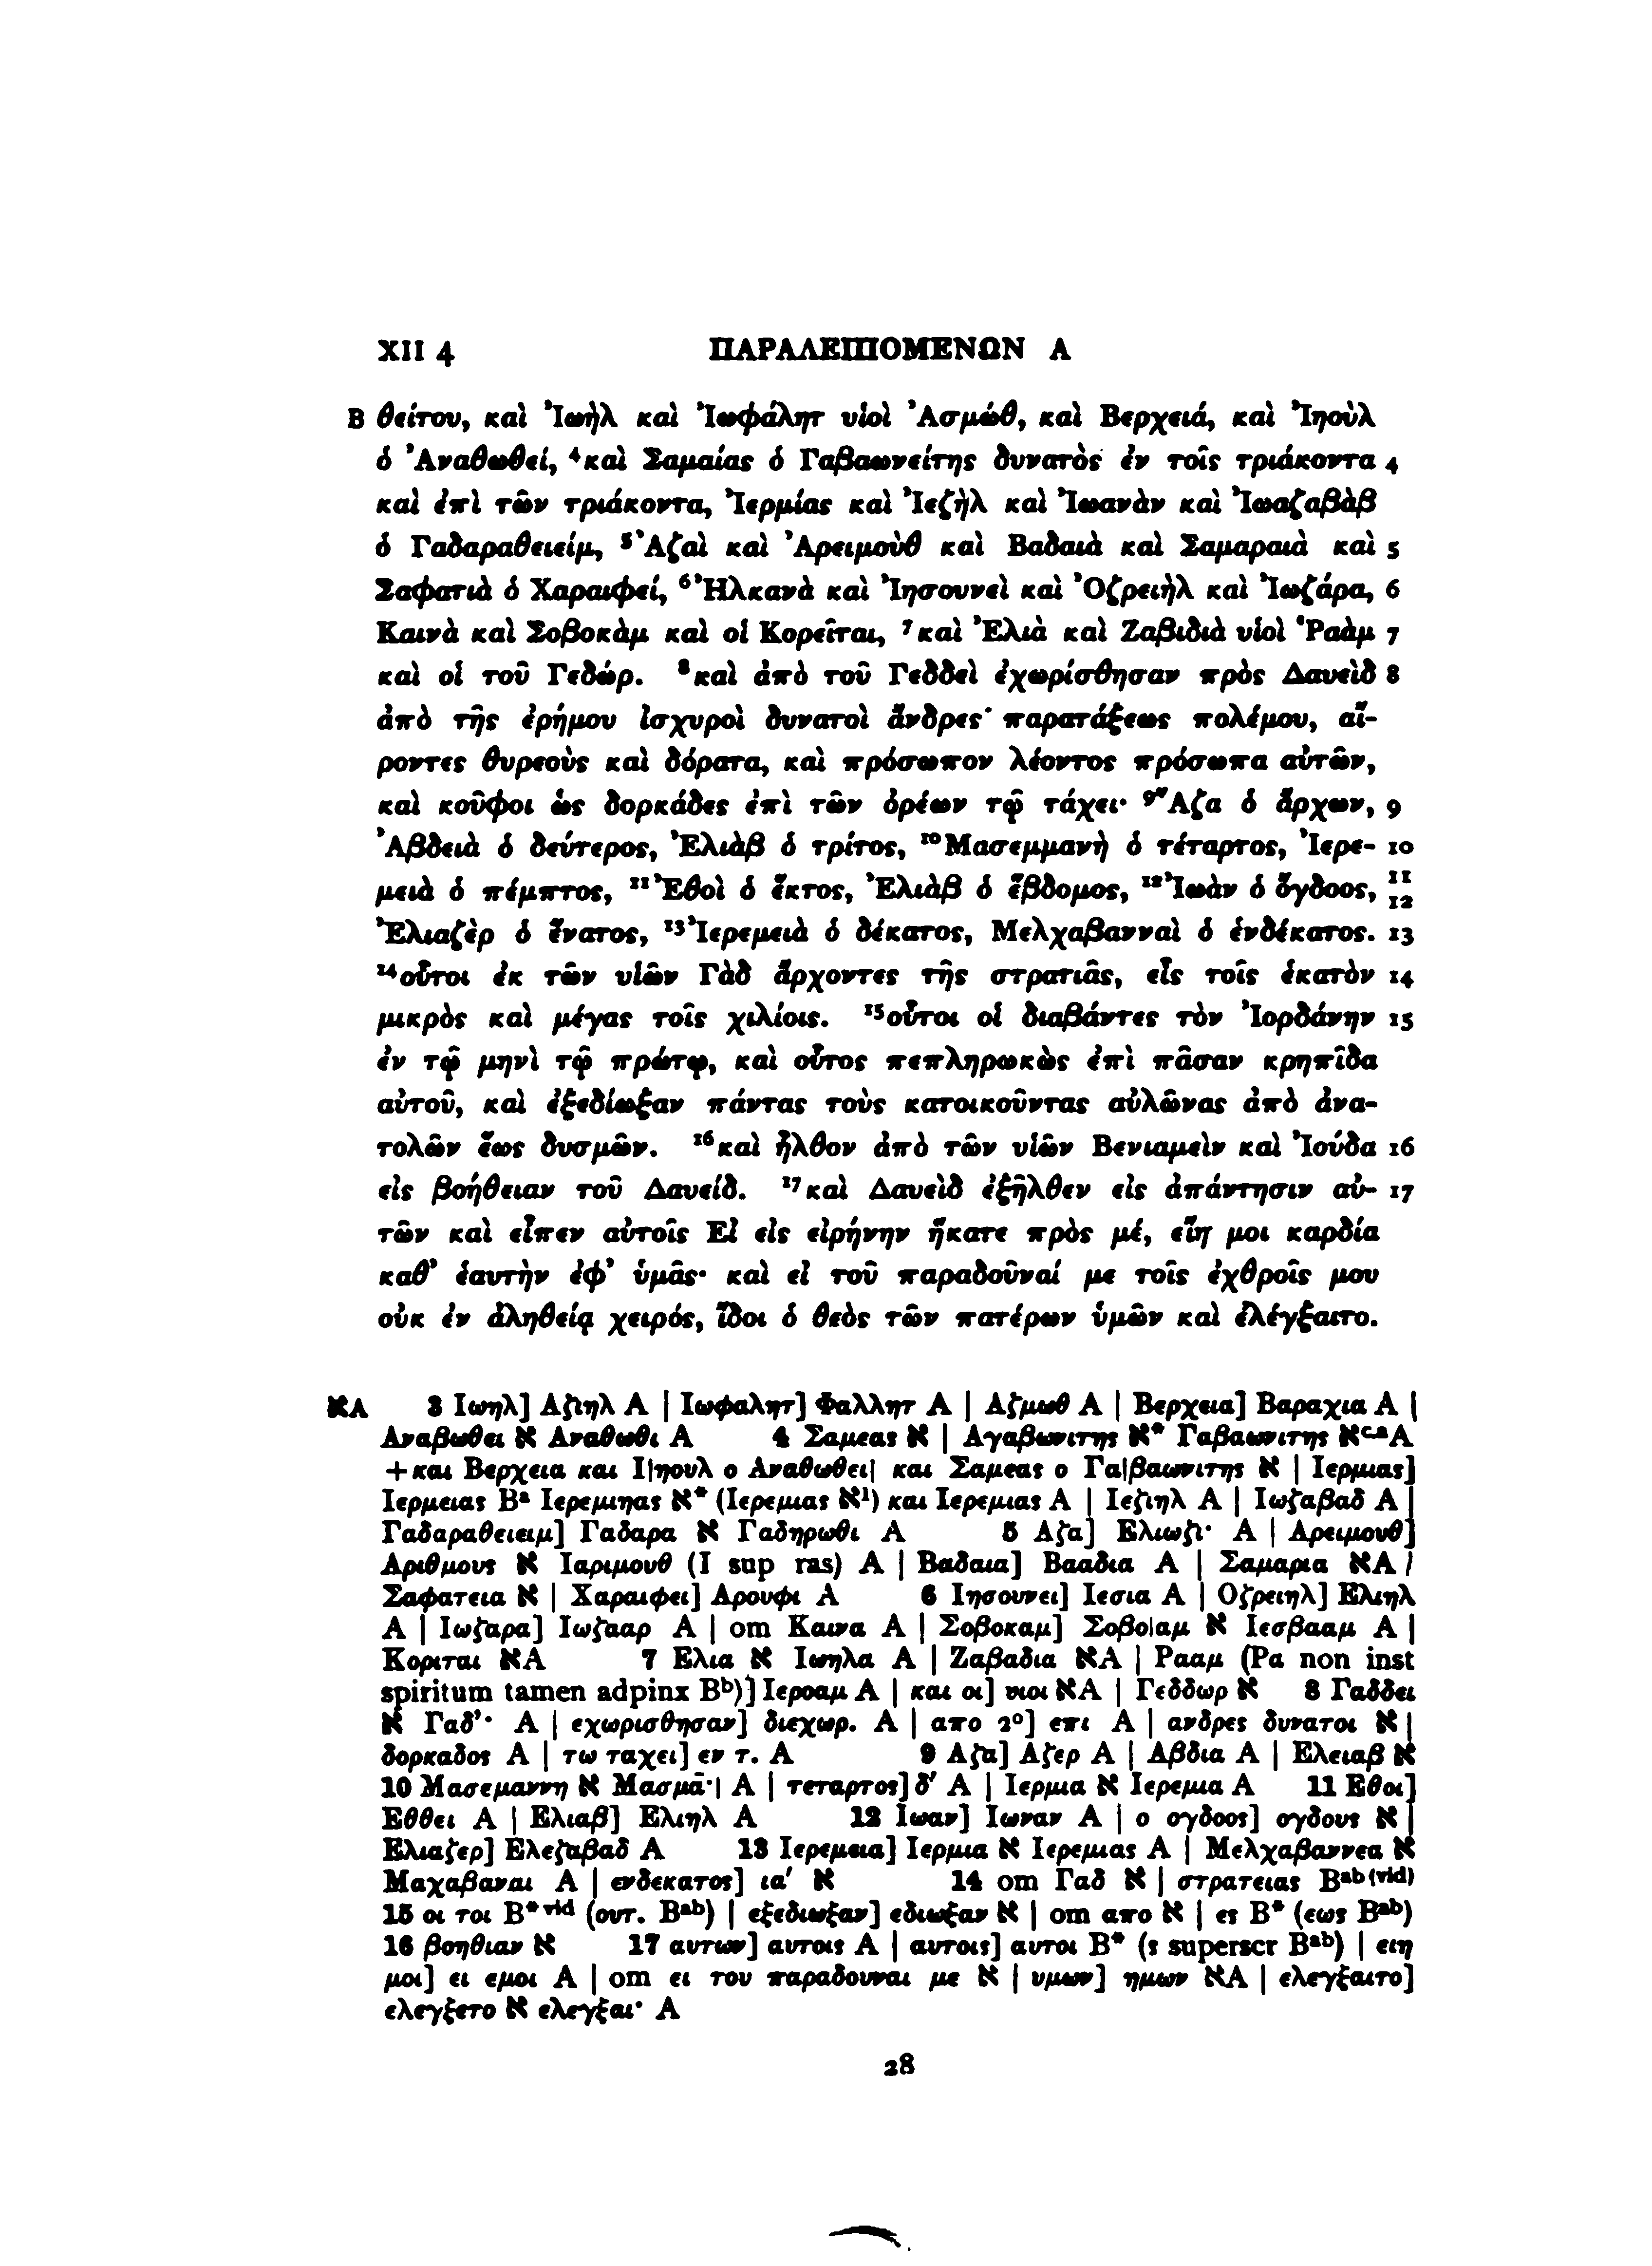 XII 4 ΠΑΡΑΛΕΙΠΟΜΕΝΩΝ Α
B θείτου, καὶ Ἰωὴλ καὶ Ἰωφάλητ υἱοὶ Ἀσμώθ, καὶ Βερχειά, καὶ Ἰηοὺλ
ὁ Ἀναθωθεί, ⁴καὶ Σαμαίας ὁ Γαβαωνείτης δυνατὸς ἐν τοῖς τριάκοντα 4
καὶ ἐπὶ τῶν τριάκοντα, Ἰερμίας καὶ Ἰεζὴλ καὶ Ἰωανὰν καὶ Ἰωαζαβὰβ
ὁ Γαδαραθειείμ, ⁵Ἀζαὶ καὶ Ἀρειμοὺθ καὶ Βαδαιὰ καὶ Σαμαραιὰ καὶ 5
Σαφατιὰ ὁ Χαραιφεί, ⁶Ἡλκανὰ καὶ Ἰησουνεὶ καὶ Ὀζρειὴλ καὶ Ἰωζάρα, 6
Καινὰ καὶ Σοβοκὰμ καὶ οἱ Κορεῖται, ⁷καὶ Ἐλιὰ καὶ Ζαβιδιὰ υἱοὶ Ῥαὰμ 7
καὶ οἱ τοῦ Γεδώρ. ⁸καὶ ἀπὸ τοῦ Γεδδεὶ ἐχωρίσθησαν πρὸς Δαυεὶδ 8
ἀπὸ τῆς ἐρήμου ἰσχυροὶ δυνατοὶ ἄνδρες παρατάξεως πολέμου, αἴ-
ροντες θυρεοὺς καὶ δόρατα, καὶ πρόσωπον λέοντος πρόσωπα αὐτῶν,
καὶ κοῦφοι ὡς δορκάδες ἐπὶ τῶν ὀρέων τῷ τάχει· ⁹Ἄζα ὁ ἄρχων, 9
Ἀβδειὰ ὁ δεύτερος, Ἐλιὰβ ὁ τρίτος, ¹⁰Μασεμμανὴ ὁ τέταρτος, Ἰερε- 10
μειὰ ὁ πέμπτος, ¹¹Ἐθοὶ ὁ ἕκτος, Ἐλιὰβ ὁ ἕβδομος, ¹²Ἰωὰν ὁ ὄγδοος, 11 12
Ἐλιαζὲρ ὁ ἔνατος, ¹³Ἰερεμειὰ ὁ δέκατος, Μελχαβανναὶ ὁ ἑνδέκατος. 13
¹⁴οὗτοι ἐκ τῶν υἱῶν Γὰδ ἄρχοντες τῆς στρατιᾶς, εἷς τοῖς ἑκατὸν 14
μικρὸς καὶ μέγας τοῖς χιλίοις. ¹⁵οὗτοι οἱ διαβάντες τὸν Ἰορδάνην 15
ἐν τῷ μηνὶ τῷ πρώτῳ, καὶ οὗτος πεπληρωκὼς ἐπὶ πᾶσαν κρηπῖδα
αὐτοῦ, καὶ ἐξεδίωξαν πάντας τοὺς κατοικοῦντας αὐλῶνας ἀπὸ ἀνα-
τολῶν ἕως δυσμῶν. ¹⁶καὶ ἦλθον ἀπὸ τῶν υἱῶν Βενιαμεὶν καὶ Ἰούδα 16
εἰς βοήθειαν τοῦ Δαυείδ. ¹⁷καὶ Δαυεὶδ ἐξῆλθεν εἰς ἀπάντησιν αὐ- 17
τῶν καὶ εἶπεν αὐτοῖς Εἰ εἰς εἰρήνην ἥκατε πρὸς μέ, εἴη μοι καρδία
καθ' ἑαυτὴν ἐφ' ὑμᾶς· καὶ εἰ τοῦ παραδοῦναί με τοῖς ἐχθροῖς μου
οὐκ ἐν ἀληθείᾳ χειρός, ἴδοι ὁ θεὸς τῶν πατέρων ὑμῶν καὶ ἐλέγξαιτο.
אA 3 Ιωηλ] Αζιηλ A | Ιωφαλητ] Φαλλητ A | Αζμωθ A | Βερχεια] Βαραχια A |
Αναβωθει א Αναθωθι A 4 Σαμεας א | Αγαβωνιτης א* Γαβαωνιτης אᶜ·ᵃA
+και Βερχεια και Ι|ηουλ ο Αναθωθει| και Σαμεας ο Γα|βαωνιτης א | Ιερμιας]
Ιερμειας Bᵃ Ιερεμιηας א* (Ιερεμιας א¹) και Ιερεμιας A | Ιεζιηλ A | Ιωζαβαδ A |
Γαδαραθειειμ] Γαδαρα א Γαδηρωθι A 5 Αζα] Ελιωζι· A | Αρειμουθ]
Αριθμους א Ιαριμουθ (Ι sup ras) A | Βαδαια] Βααδια A | Σαμαρια אA |
Σαφατεια א | Χαραιφει] Αρουφι A 6 Ιησουνει] Ιεσια A | Οζρειηλ] Ελιηλ
A | Ιωζαρα] Ιωζααρ A | om Καινα A | Σοβοκαμ] Σοβο|αμ א Ιεσβααμ A |
Κοριται אA 7 Ελια א Ιωηλα A | Ζαβαδια אA | Рααμ (Ρα non inst
spiritum tamen adpinx Bᵇ)] Ιεροαμ A | και οι] υιοι אA | Γεδδωρ א 8 Γαδδει
א Γαδ'· A | εχωρισθησαν] διεχωρ. A | απο 2°] επι A | ανδρες δυνατοι א |
δορκαδος A | τω ταχει] εν τ. A 9 Αζα] Αζερ A | Αβδια A | Ελειαβ א
10 Μασεμαννη א Μασμᾱ·| A | τεταρτος] δ' A | Ιερμια א Ιερεμια A 11 Εθοι]
Εθθει A | Ελιαβ] Ελιηλ A 12 Ιωαν] Ιωναν A | ο ογδοος] ογδους א |
Ελιαζερ] Ελεζαβαδ A 13 Ιερεμεια] Ιερμια א Ιερεμιας A | Μελχαβαννεα א
Μαχαβαναι A | ενδεκατος] ια' א 14 om Γαδ א | στρατειας Bᵃᵇ⁽ᵛⁱᵈ⁾
15 οι τοι B*ᵛⁱᵈ (ουτ. Bᵃᵇ) | εξεδιωξαν] εδιωξαν א | om απο א | ες B* (εως Bᵃᵇ)
16 βοηθιαν א 17 αυτων] αυτοις A | αυτοις] αυτοι B* (ς superscr Bᵃᵇ) | ειη
μοι] ει εμοι A | om ει του παραδουναι με א | υμων] ημων אA | ελεγξαιτο]
ελεγξετο א ελεγξαι· A
28